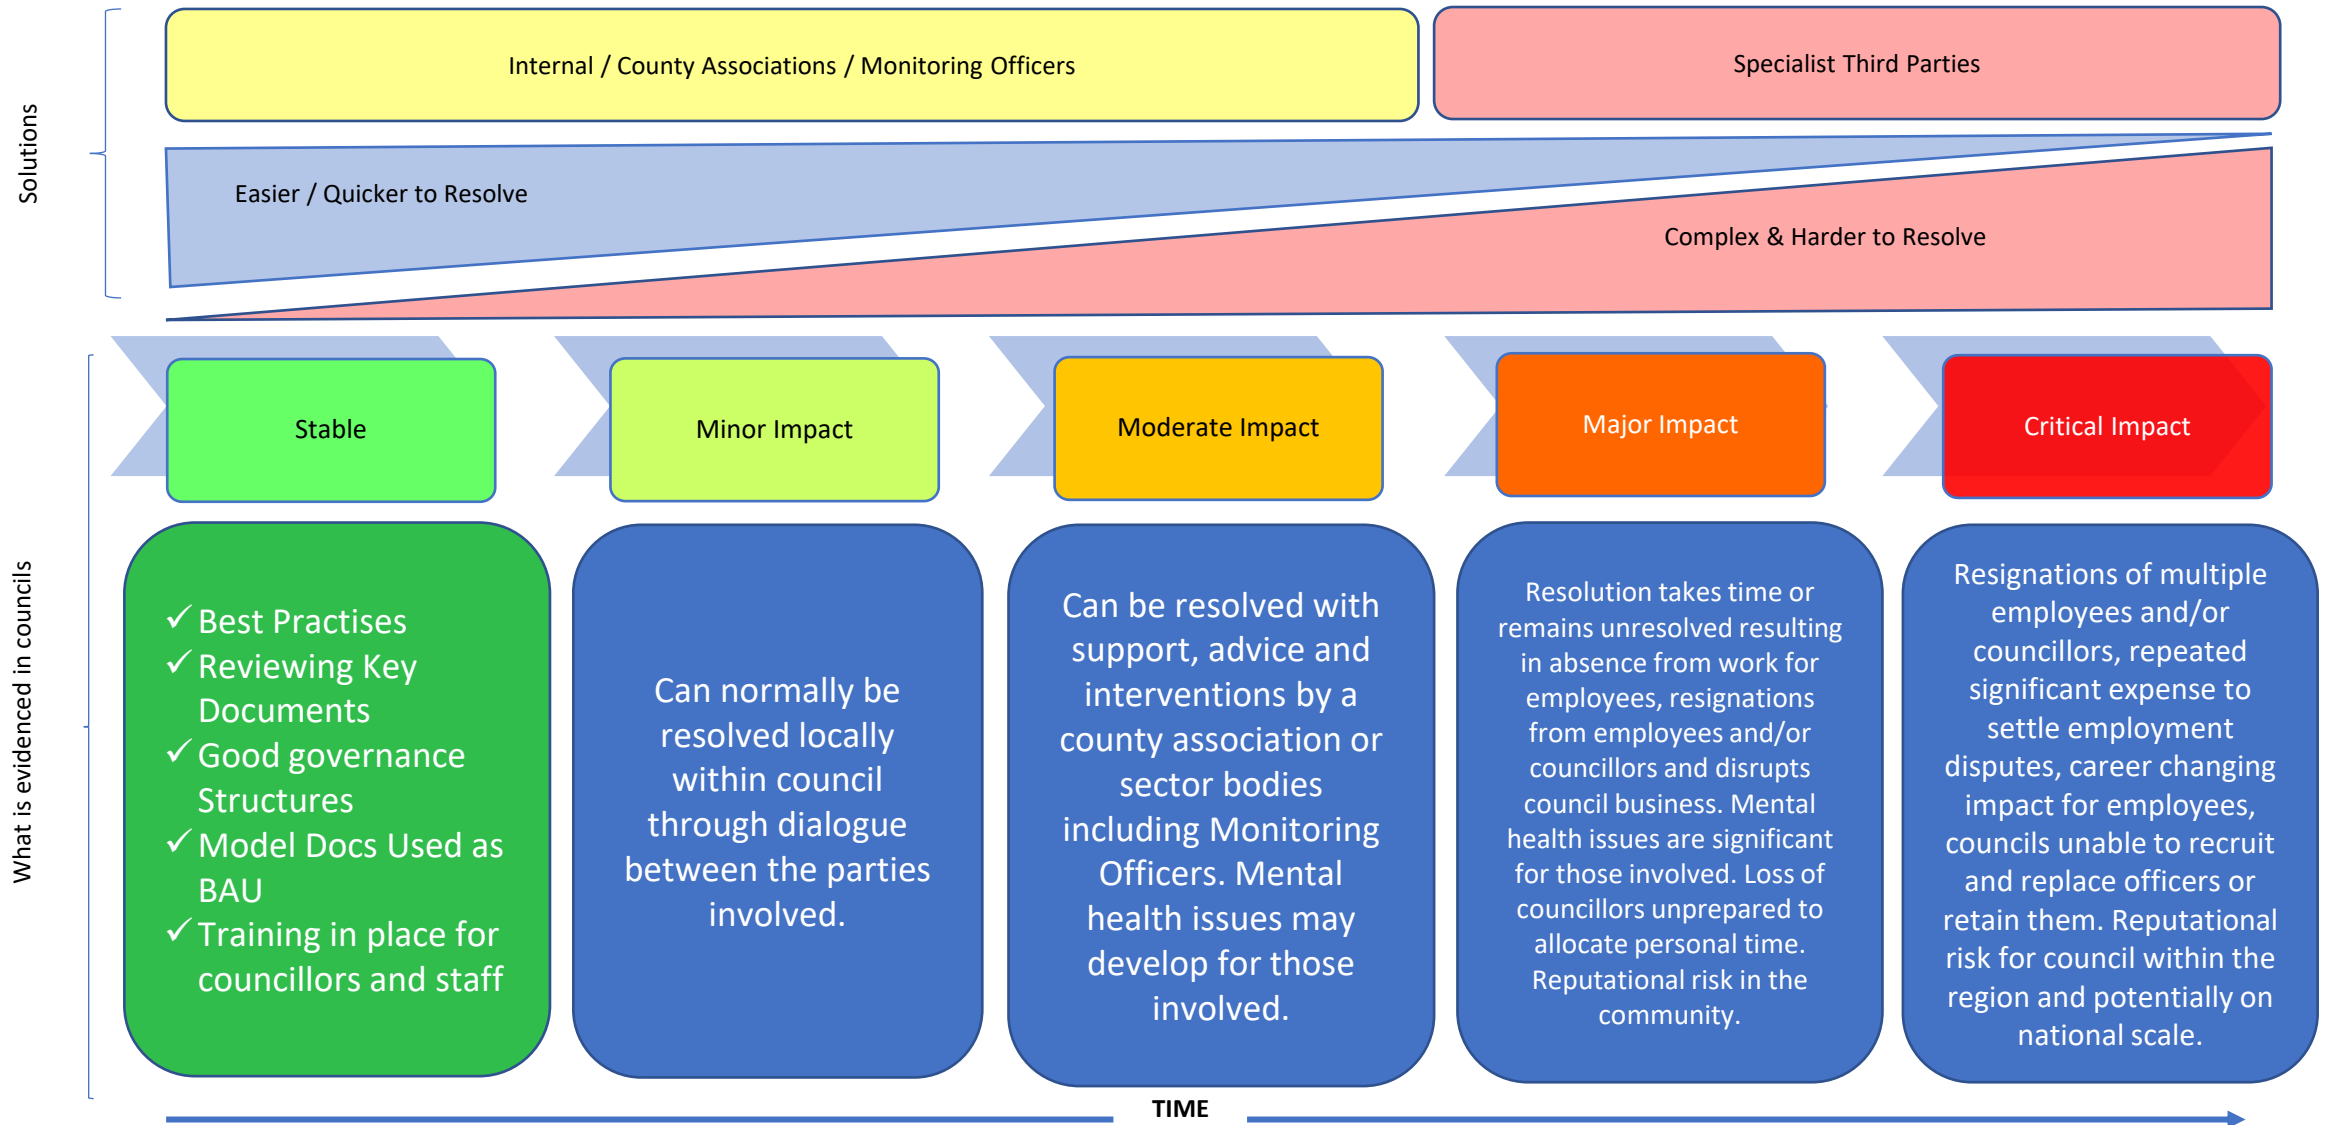 Solutions
Internal / County Associations / Monitoring Officers
Specialist Third Parties
Easier / Quicker to Resolve
Complex & Harder to Resolve
What is evidenced in councils
Stable
Minor Impact
Moderate Impact
Major Impact
Critical Impact
✓ Best Practises
✓ Reviewing Key
Documents
✓ Good governance
Structures
✓ Model Docs Used as
BAU
✓ Training in place for
councillors and staff
Can normally be
resolved locally
within council
through dialogue
between the parties
involved.
Can be resolved with
support, advice and
interventions by a
county association or
sector bodies
including Monitoring
Officers. Mental
health issues may
develop for those
involved.
Resolution takes time or
remains unresolved resulting
in absence from work for
employees, resignations
from employees and/or
councillors and disrupts
council business. Mental
health issues are significant
for those involved. Loss of
councillors unprepared to
allocate personal time.
Reputational risk in the
community.
Resignations of multiple
employees and/or
councillors, repeated
significant expense to
settle employment
disputes, career changing
impact for employees,
councils unable to recruit
and replace officers or
retain them. Reputational
risk for council within the
region and potentially on
national scale.
TIME